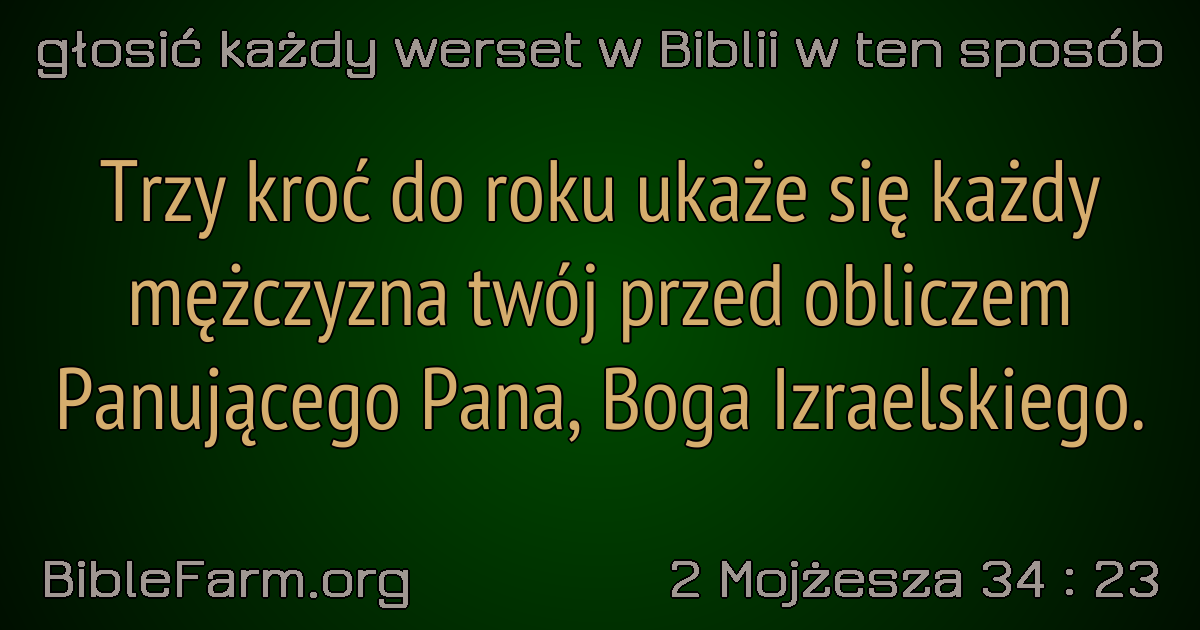 głosić każdy werset w Biblii w ten sposób
Trzy kroć do roku ukaże się każdy
mężczyzna twój przed obliczem
Panującego Pana, Boga Izraelskiego.
BibleFarm.org
2 Mojżesza 34 : 23